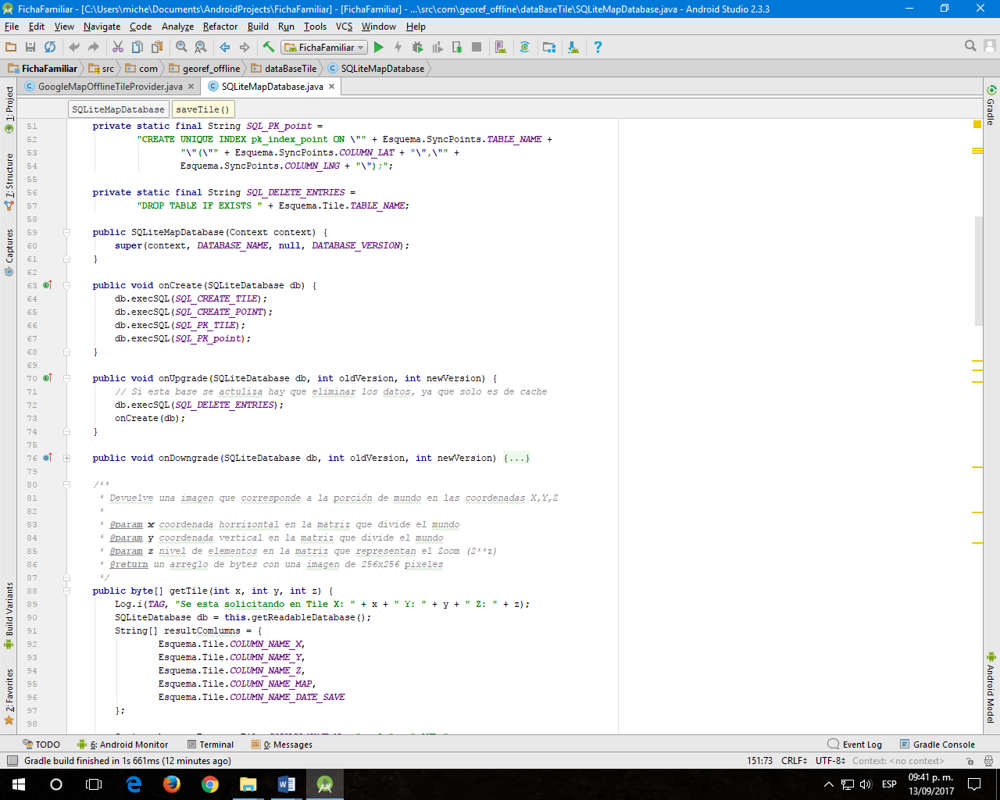 FichaFamiliar - [C:\Users\miche\Documents\AndroidProjects\FichaFamiliar] - [FichaFamiliar] - ...\src\com\georef_offline\dataBaseTile\SQLiteMapDatabase.java - Android Studio 2.3.3
File Edit View Navigate Code Analyze Refactor Build Run Tools VCS Window Help
FichaFamiliar
FichaFamiliar src com georef_offline dataBaseTile SQLiteMapDatabase
GoogleMapOfflineTileProvider.java SQLiteMapDatabase.java
SQLiteMapDatabase saveTile()
1: Project
7: Structure
Captures
Build Variants
2: Favorites
51 private static final String SQL_PK_point =
52 "CREATE UNIQUE INDEX pk_index_point ON \"" + Esquema.SyncPoints.TABLE_NAME +
53 "\"(\"" + Esquema.SyncPoints.COLUMN_LAT + "\",\"" +
54 Esquema.SyncPoints.COLUMN_LNG + "\");";
55
56 private static final String SQL_DELETE_ENTRIES =
57 "DROP TABLE IF EXISTS " + Esquema.Tile.TABLE_NAME;
58
59 public SQLiteMapDatabase(Context context) {
60 super(context, DATABASE_NAME, null, DATABASE_VERSION);
61 }
62
63 public void onCreate(SQLiteDatabase db) {
64 db.execSQL(SQL_CREATE_TILE);
65 db.execSQL(SQL_CREATE_POINT);
66 db.execSQL(SQL_PK_TILE);
67 db.execSQL(SQL_PK_point);
68 }
69
70 public void onUpgrade(SQLiteDatabase db, int oldVersion, int newVersion) {
71 // Si esta base se actuliza hay que eliminar los datos, ya que solo es de cache
72 db.execSQL(SQL_DELETE_ENTRIES);
73 onCreate(db);
74 }
75
76 public void onDowngrade(SQLiteDatabase db, int oldVersion, int newVersion) {...}
79
80 /**
81 * Devuelve una imagen que corresponde a la porción de mundo en las coordenadas X,Y,Z
82 *
83 * @param x coordenada horrizontal en la matriz que divide el mundo
84 * @param y coordenada vertical en la matriz que divide el mundo
85 * @param z nivel de elementos en la matriz que representan el Zoom (2**z)
86 * @return un arreglo de bytes con una imagen de 256x256 pixeles
87 */
88 public byte[] getTile(int x, int y, int z) {
89 Log.i(TAG, "Se esta solicitando en Tile X: " + x + " Y: " + y + " Z: " + z);
90 SQLiteDatabase db = this.getReadableDatabase();
91 String[] resultComlumns = {
92 Esquema.Tile.COLUMN_NAME_X,
93 Esquema.Tile.COLUMN_NAME_Y,
94 Esquema.Tile.COLUMN_NAME_Z,
95 Esquema.Tile.COLUMN_NAME_MAP,
96 Esquema.Tile.COLUMN_NAME_DATE_SAVE
97 };
98
Gradle
Android Model
TODO 6: Android Monitor Terminal 0: Messages Event Log Gradle Console
Gradle build finished in 1s 661ms (12 minutes ago) 151:73 CRLF UTF-8 Context: <no context>
ESP 09:41 p. m.
13/09/2017